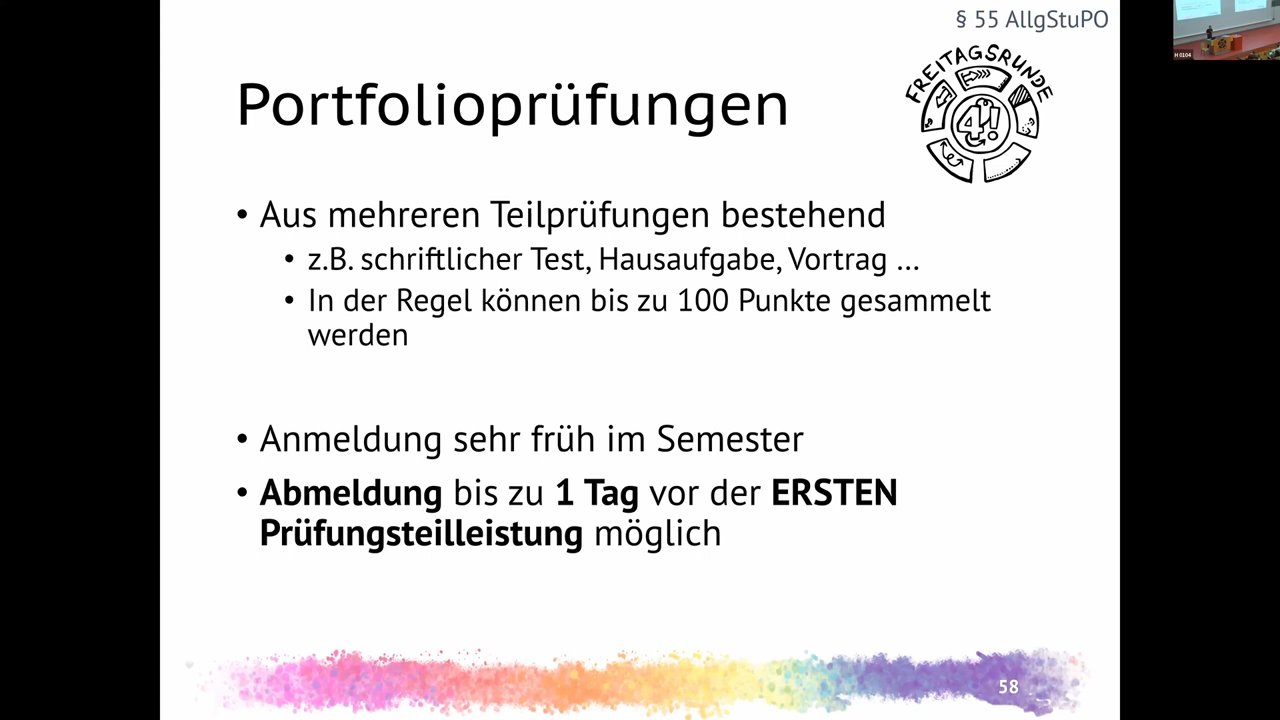 § 55 AllgStuPO
H 0104
FREITAGSRUNDE
4!
Portfolioprüfungen
• Aus mehreren Teilprüfungen bestehend
• z.B. schriftlicher Test, Hausaufgabe, Vortrag ...
• In der Regel können bis zu 100 Punkte gesammelt
werden
• Anmeldung sehr früh im Semester
• Abmeldung bis zu 1 Tag vor der ERSTEN
Prüfungsteilleistung möglich
58